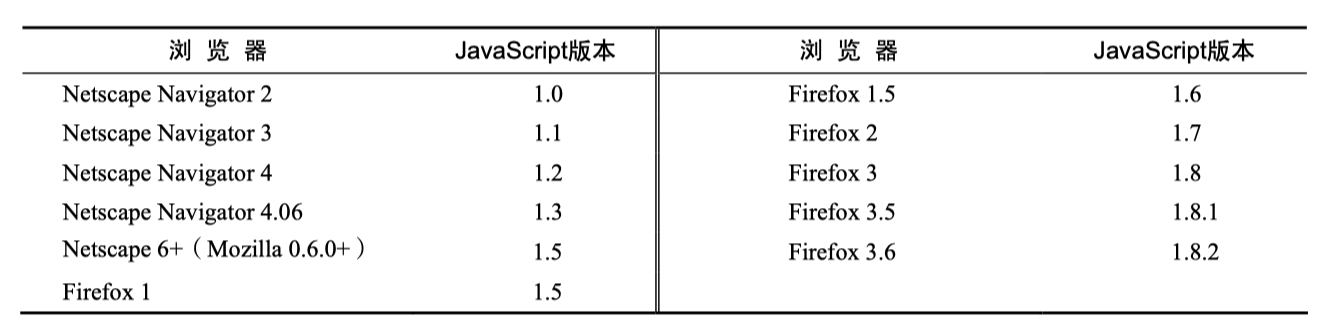 浏 览 器 JavaScript版本 浏 览 器 JavaScript版本
Netscape Navigator 2 1.0 Firefox 1.5 1.6
Netscape Navigator 3 1.1 Firefox 2 1.7
Netscape Navigator 4 1.2 Firefox 3 1.8
Netscape Navigator 4.06 1.3 Firefox 3.5 1.8.1
Netscape 6+（Mozilla 0.6.0+） 1.5 Firefox 3.6 1.8.2
Firefox 1 1.5